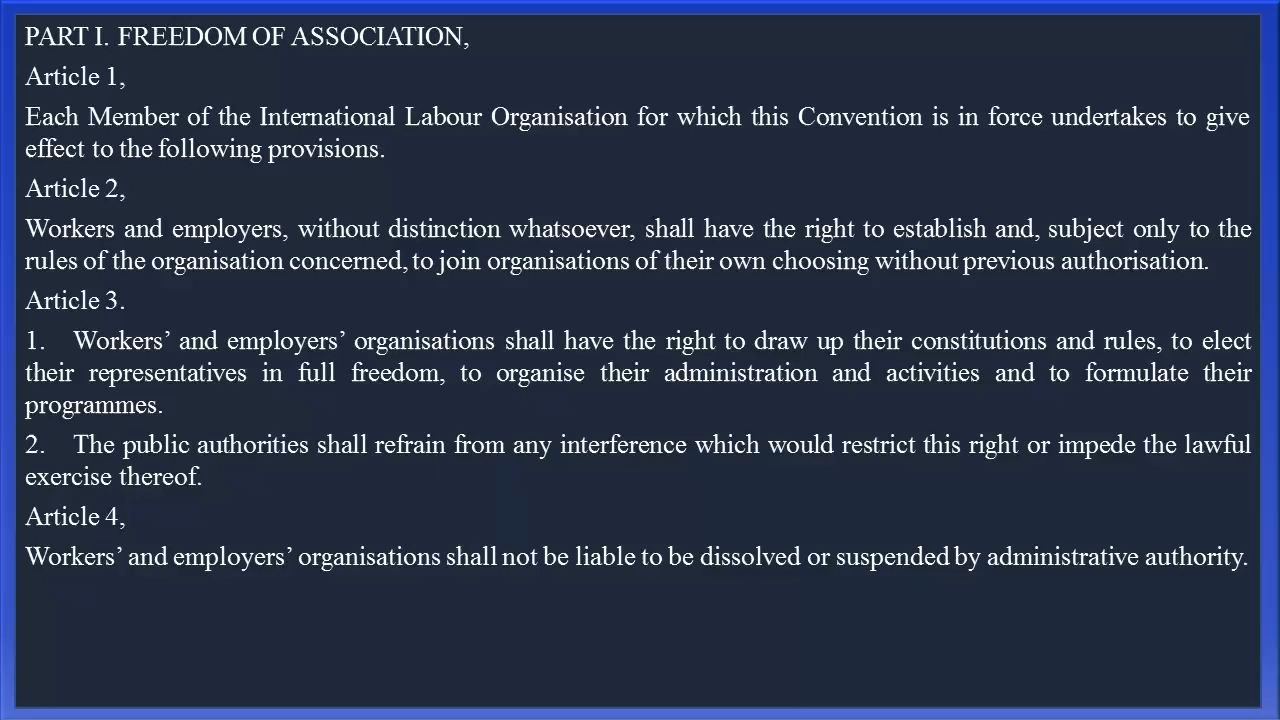 PART I. FREEDOM OF ASSOCIATION,
Article 1,
Each Member of the International Labour Organisation for which this Convention is in force undertakes to give
effect to the following provisions.
Article 2,
Workers and employers, without distinction whatsoever, shall have the right to establish and, subject only to the
rules of the organisation concerned, to join organisations of their own choosing without previous authorisation.
Article 3.
1. Workers’ and employers’ organisations shall have the right to draw up their constitutions and rules, to elect
their representatives in full freedom, to organise their administration and activities and to formulate their
programmes.
2. The public authorities shall refrain from any interference which would restrict this right or impede the lawful
exercise thereof.
Article 4,
Workers’ and employers’ organisations shall not be liable to be dissolved or suspended by administrative authority.